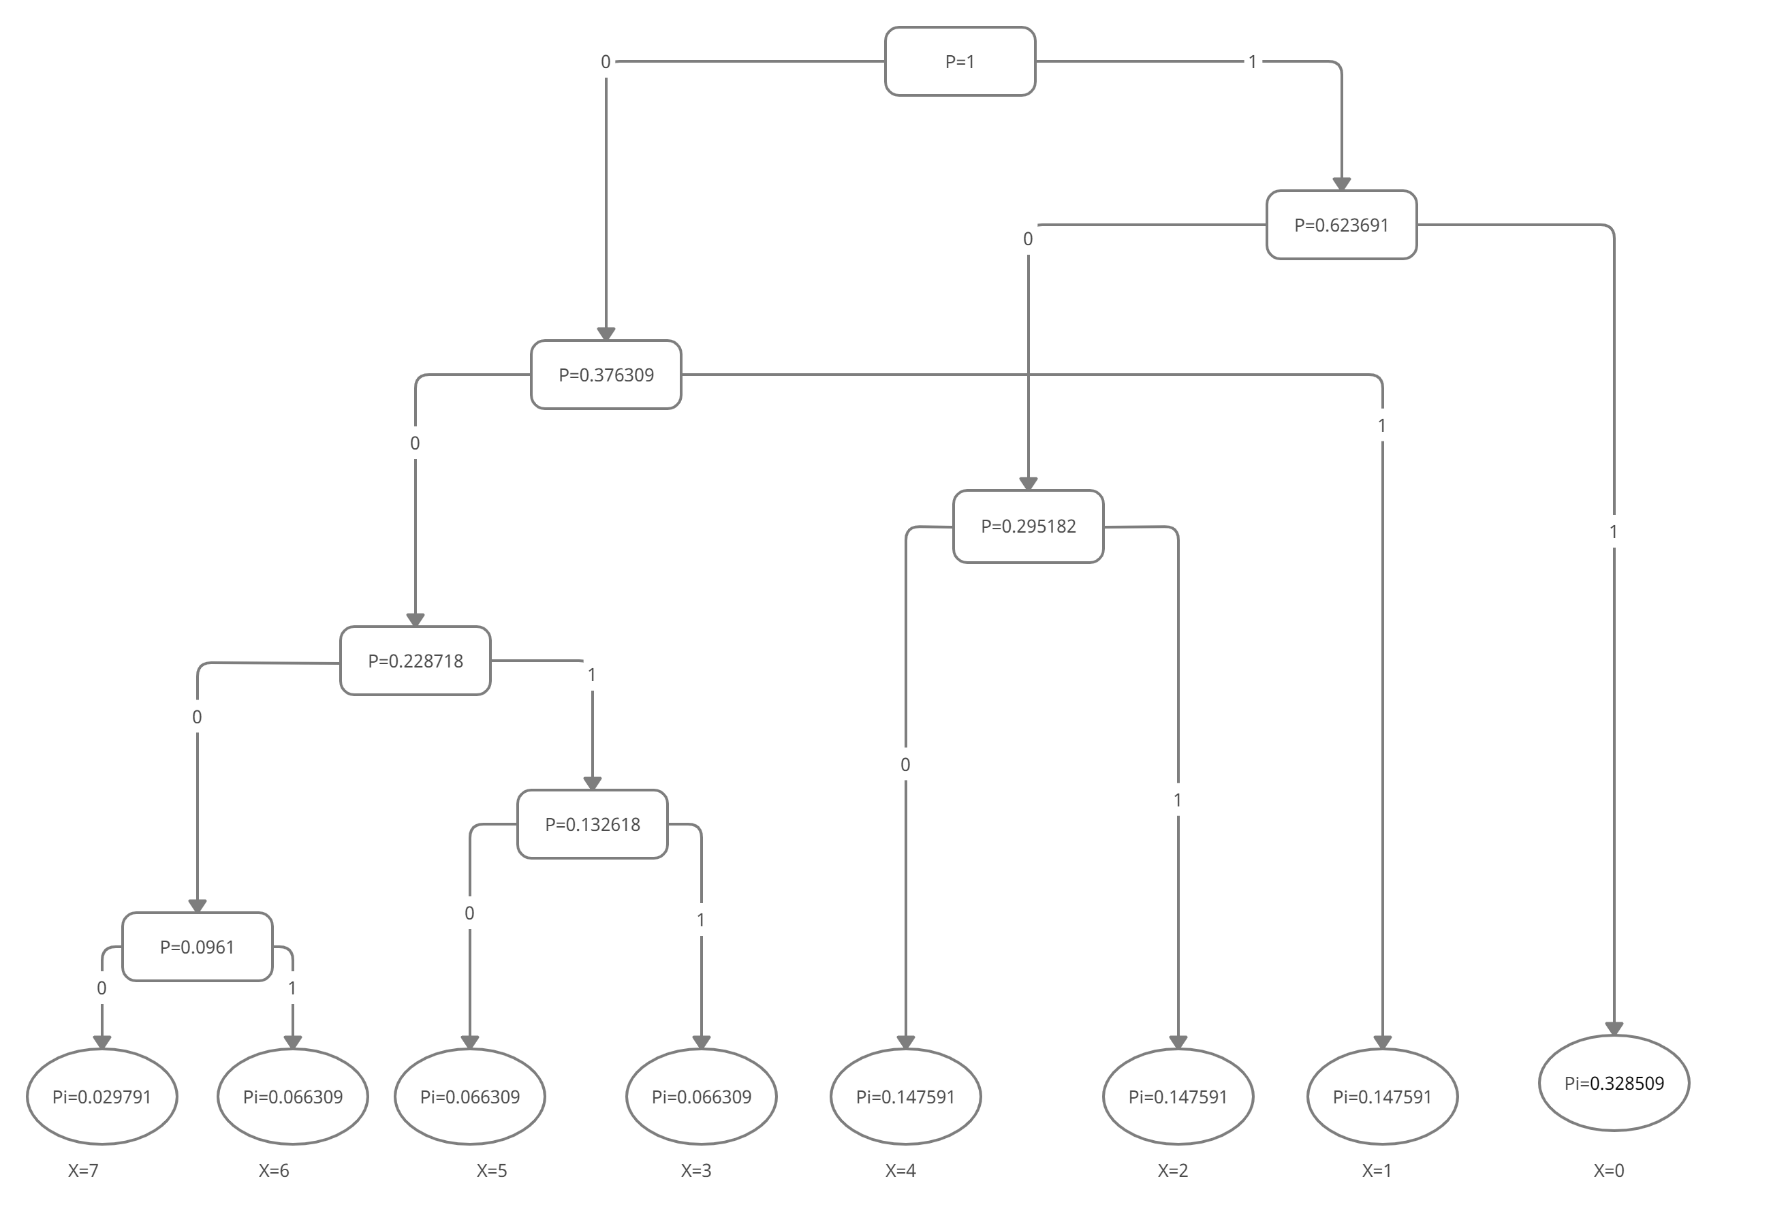 P=1
0
1
P=0.623691
0
P=0.376309
0
1
P=0.295182
1
P=0.228718
0
1
0
1
P=0.132618
0
1
P=0.0961
0
1
Pi=0.029791
Pi=0.066309
Pi=0.066309
Pi=0.066309
Pi=0.147591
Pi=0.147591
Pi=0.147591
Pi=0.328509
X=7
X=6
X=5
X=3
X=4
X=2
X=1
X=0